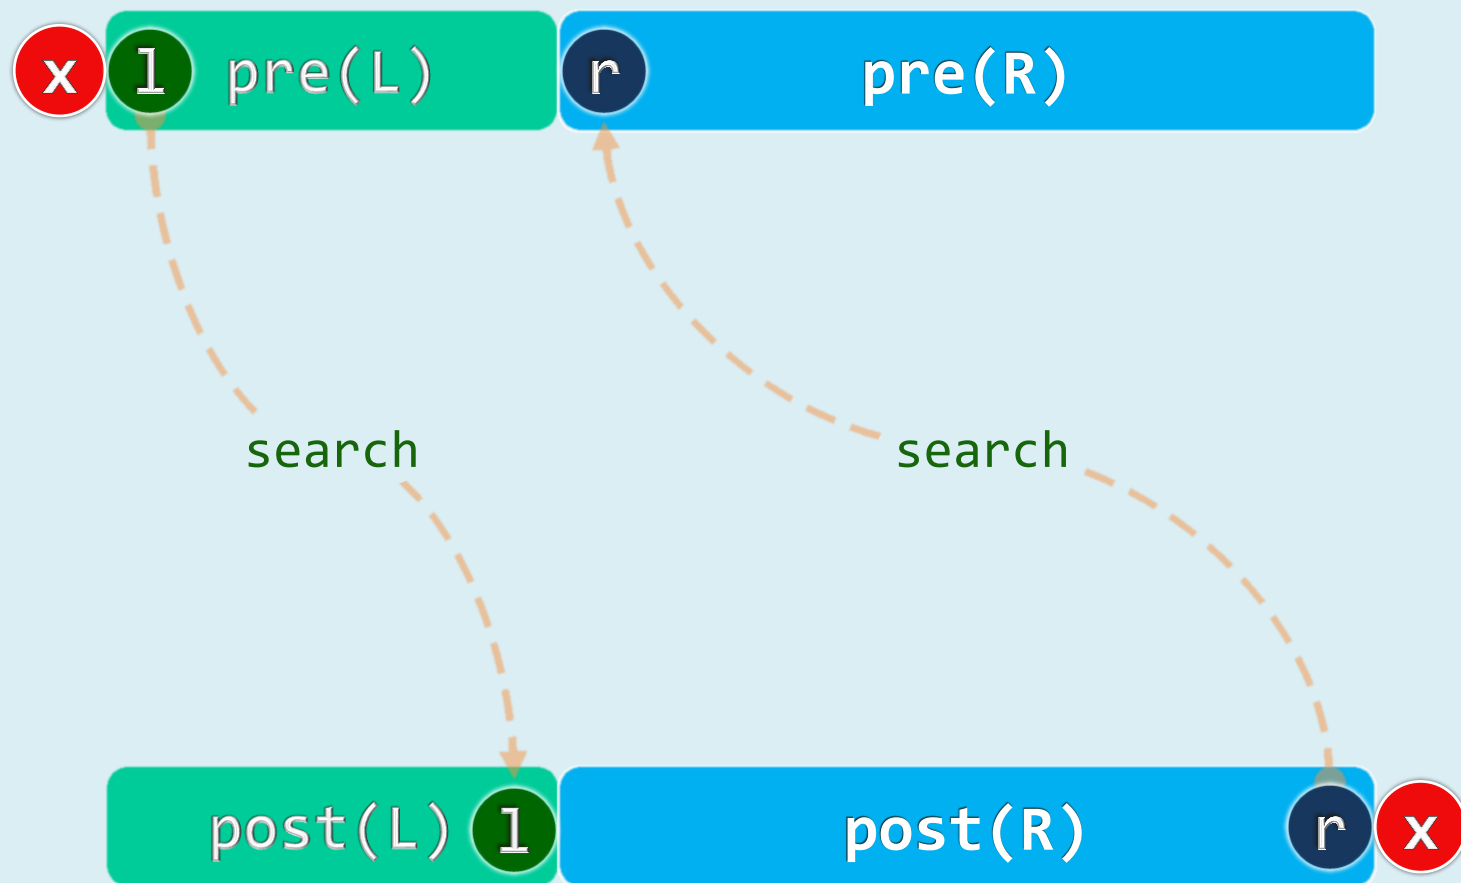 x l pre(L) r pre(R)
search search
post(L) l post(R) r x